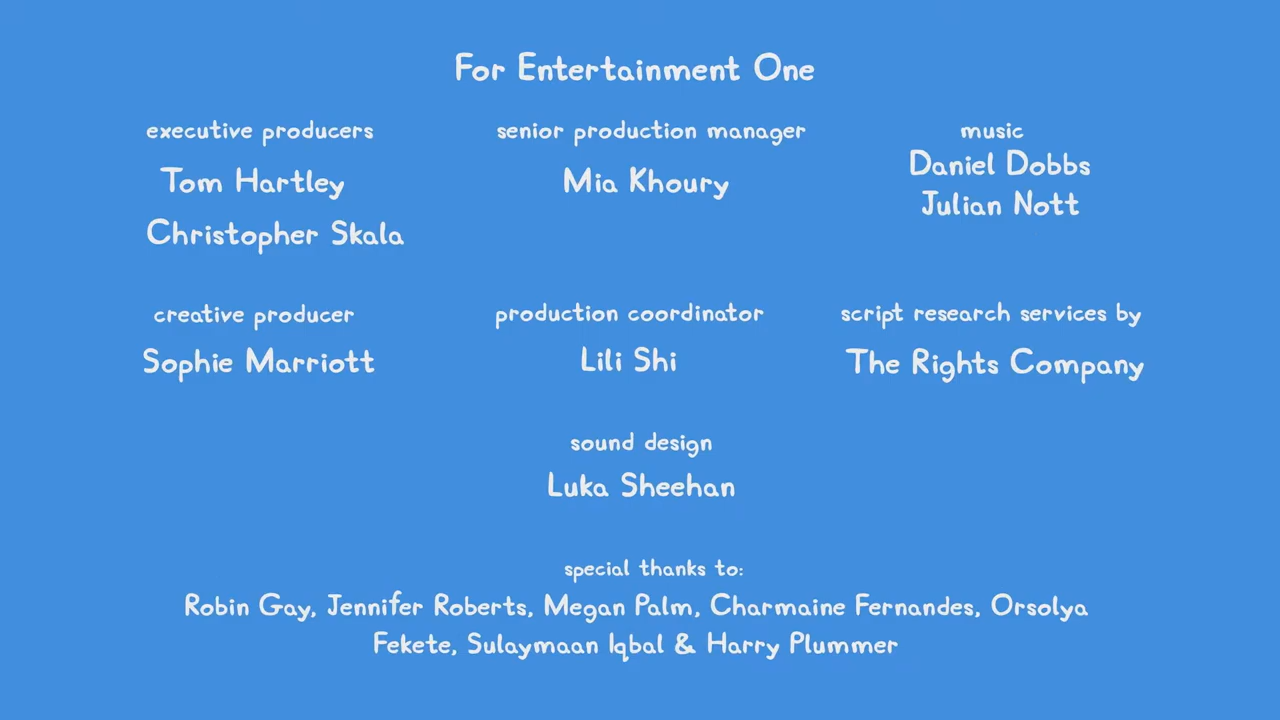 For Entertainment One
executive producers
Tom Hartley
Christopher Skala
senior production manager
Mia Khoury
music
Daniel Dobbs
Julian Nott
creative producer
Sophie Marriott
production coordinator
Lili Shi
script research services by
The Rights Company
sound design
Luka Sheehan
special thanks to:
Robin Gay, Jennifer Roberts, Megan Palm, Charmaine Fernandes, Orsolya
Fekete, Sulaymaan Iqbal & Harry Plummer